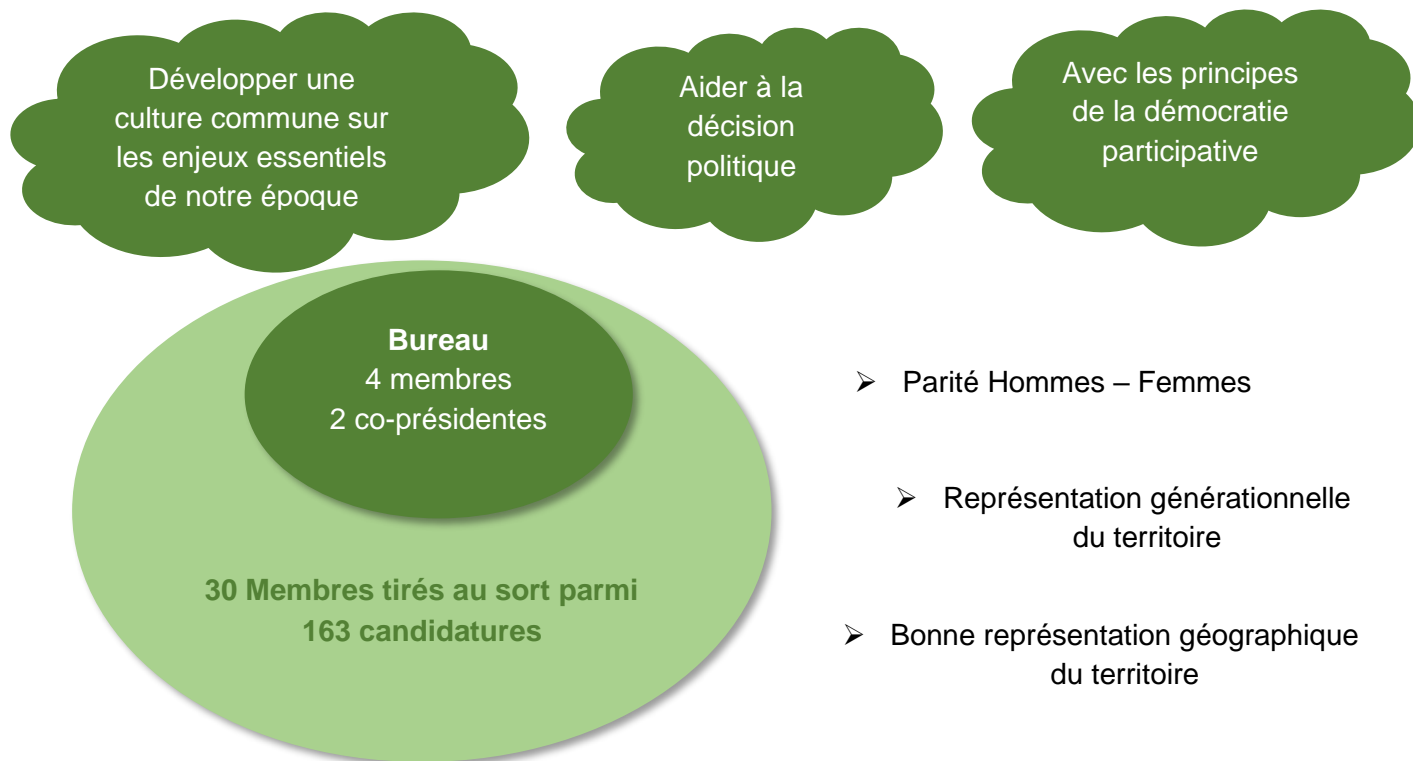 Développer une
culture commune sur
les enjeux essentiels
de notre époque
Aider à la
décision
politique
Avec les principes
de la démocratie
participative
Bureau
4 membres
2 co-présidentes
30 Membres tirés au sort parmi
163 candidatures
➢ Parité Hommes – Femmes
➢ Représentation générationnelle
du territoire
➢ Bonne représentation géographique
du territoire